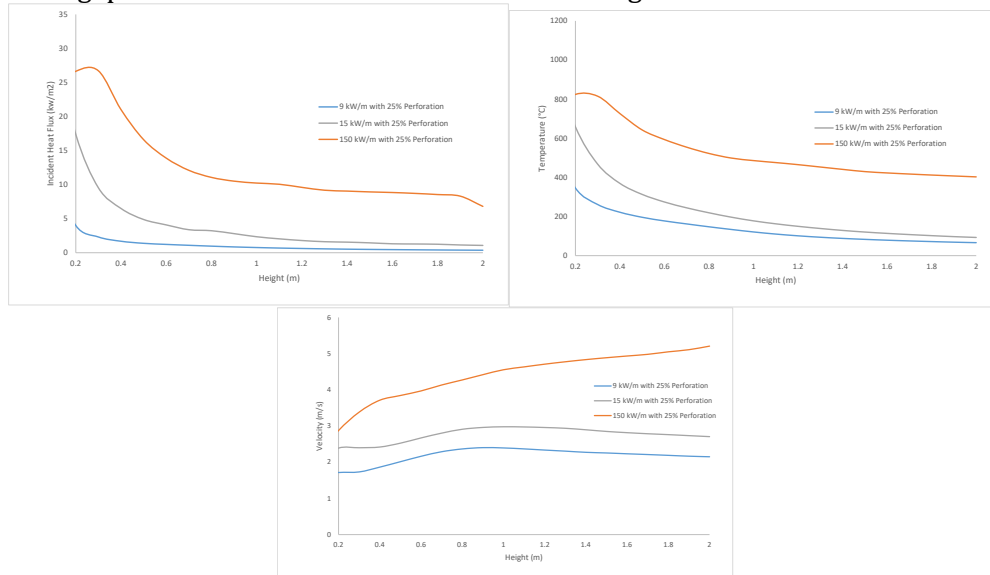 35
30
25
20
15
10
5
0
Incident Heat Flux (kw/m2)
9 kW/m with 25% Perforation
15 kW/m with 25% Perforation
150 kW/m with 25% Perforation
0.2 0.4 0.6 0.8 1 1.2 1.4 1.6 1.8 2
Height (m)
1200
1000
800
600
400
200
0
Temperature (°C)
9 kW/m with 25% Perforation
15 kW/m with 25% Perforation
150 kW/m with 25% Perforation
0.2 0.4 0.6 0.8 1 1.2 1.4 1.6 1.8 2
Height (m)
6
5
4
3
2
1
0
Velocity (m/s)
9 kW/m with 25% Perforation
15 kW/m with 25% Perforation
150 kW/m with 25% Perforation
0.2 0.4 0.6 0.8 1 1.2 1.4 1.6 1.8 2
Height (m)